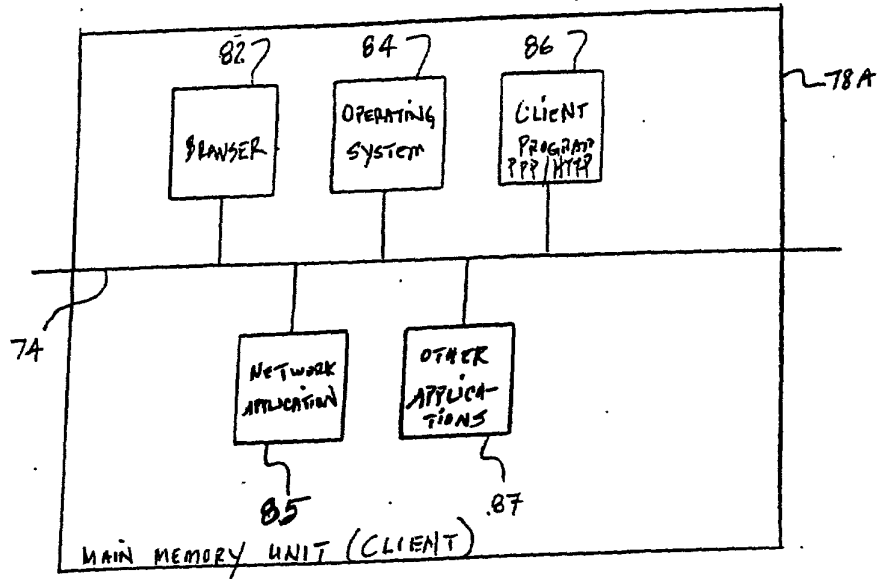 82
84
86
78A
BROWSER
OPERATING
SYSTEM
CLIENT
PROGRAM
PPP/HTTP
74
NETWORK
APPLICATION
OTHER
APPLICA-
TIONS
85
87
MAIN MEMORY UNIT (CLIENT)